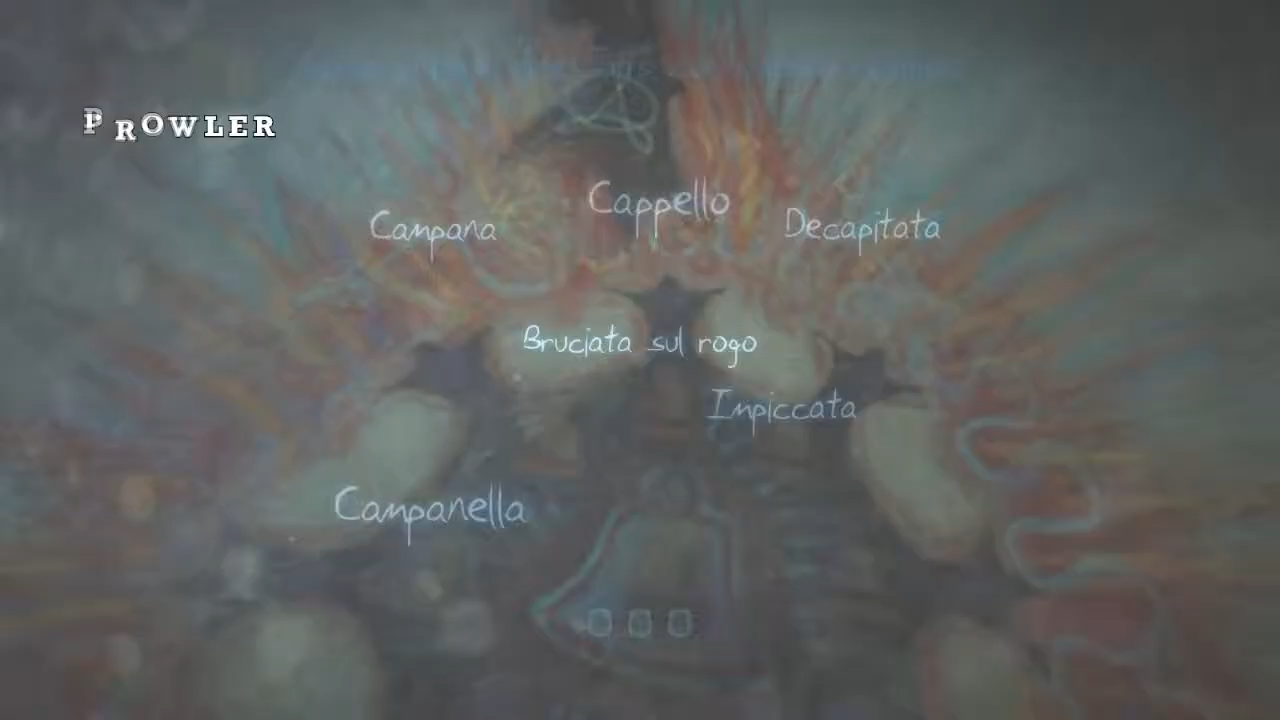 PROWLER
Cappello
Campana
Decapitata
Bruciata sul rogo
Impiccata
Campanella